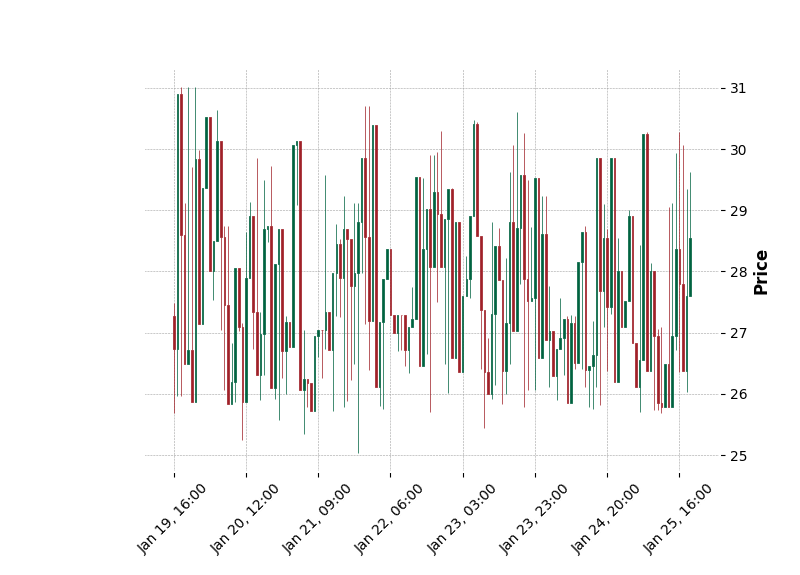 31
30
29
28
27
26
25
Price
Jan 19, 16:00
Jan 20, 12:00
Jan 21, 09:00
Jan 22, 06:00
Jan 23, 03:00
Jan 23, 23:00
Jan 24, 20:00
Jan 25, 16:00